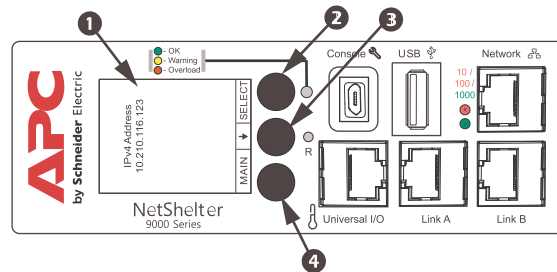 1
2
3
4
- OK
- Warning
- Overload
APC
by Schneider Electric
IPv4 Address
10.210.116.123
SELECT
MAIN
NetShelter
9000 Series
R
Console
USB
Network
10 /
100 /
1000
Universal I/O
Link A
Link B